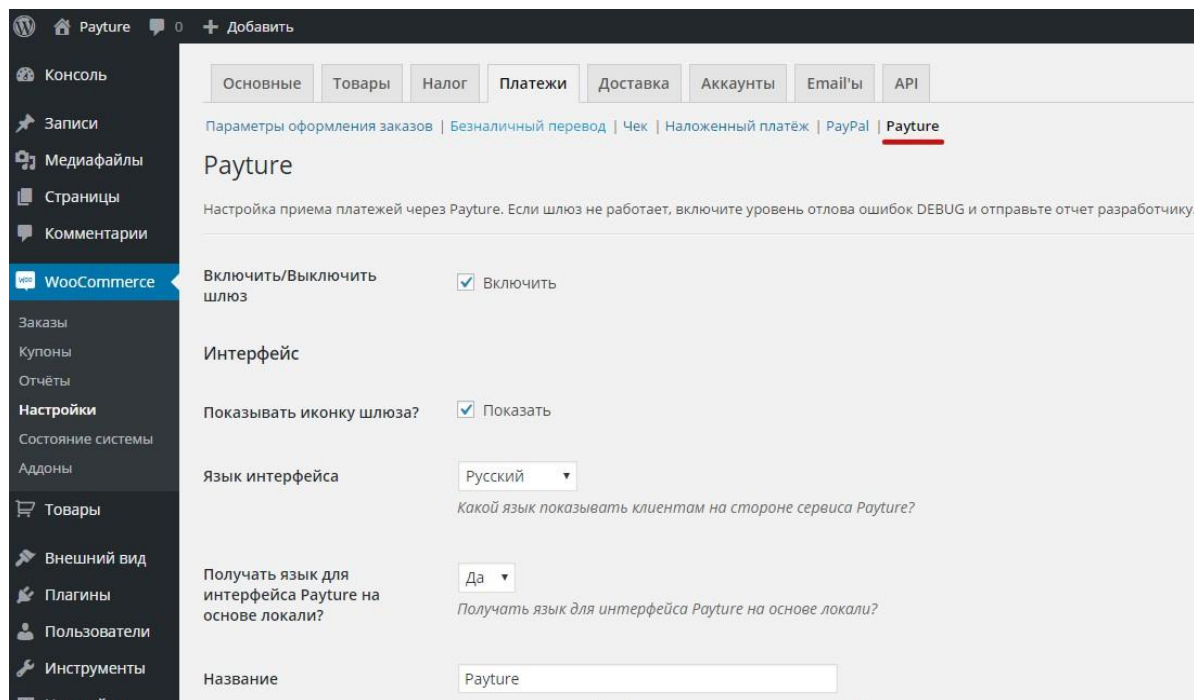 Payture 0 Добавить
Консоль
Записи
Медиафайлы
Страницы
Комментарии
WooCommerce
Заказы
Купоны
Отчёты
Настройки
Состояние системы
Аддоны
Товары
Внешний вид
Плагины
Пользователи
Инструменты
Основные Товары Налог Платежи Доставка Аккаунты Email'ы API
Параметры оформления заказов | Безналичный перевод | Чек | Наложенный платёж | PayPal | Payture
Payture
Настройка приема платежей через Payture. Если шлюз не работает, включите уровень отлова ошибок DEBUG и отправьте отчет разработчику.
Включить/Выключить
шлюз
Включить
Интерфейс
Показывать иконку шлюза?
Показать
Язык интерфейса
Русский
Какой язык показывать клиентам на стороне сервиса Payture?
Получать язык для
интерфейса Payture на
основе локали?
Да
Получать язык для интерфейса Payture на основе локали?
Название
Payture